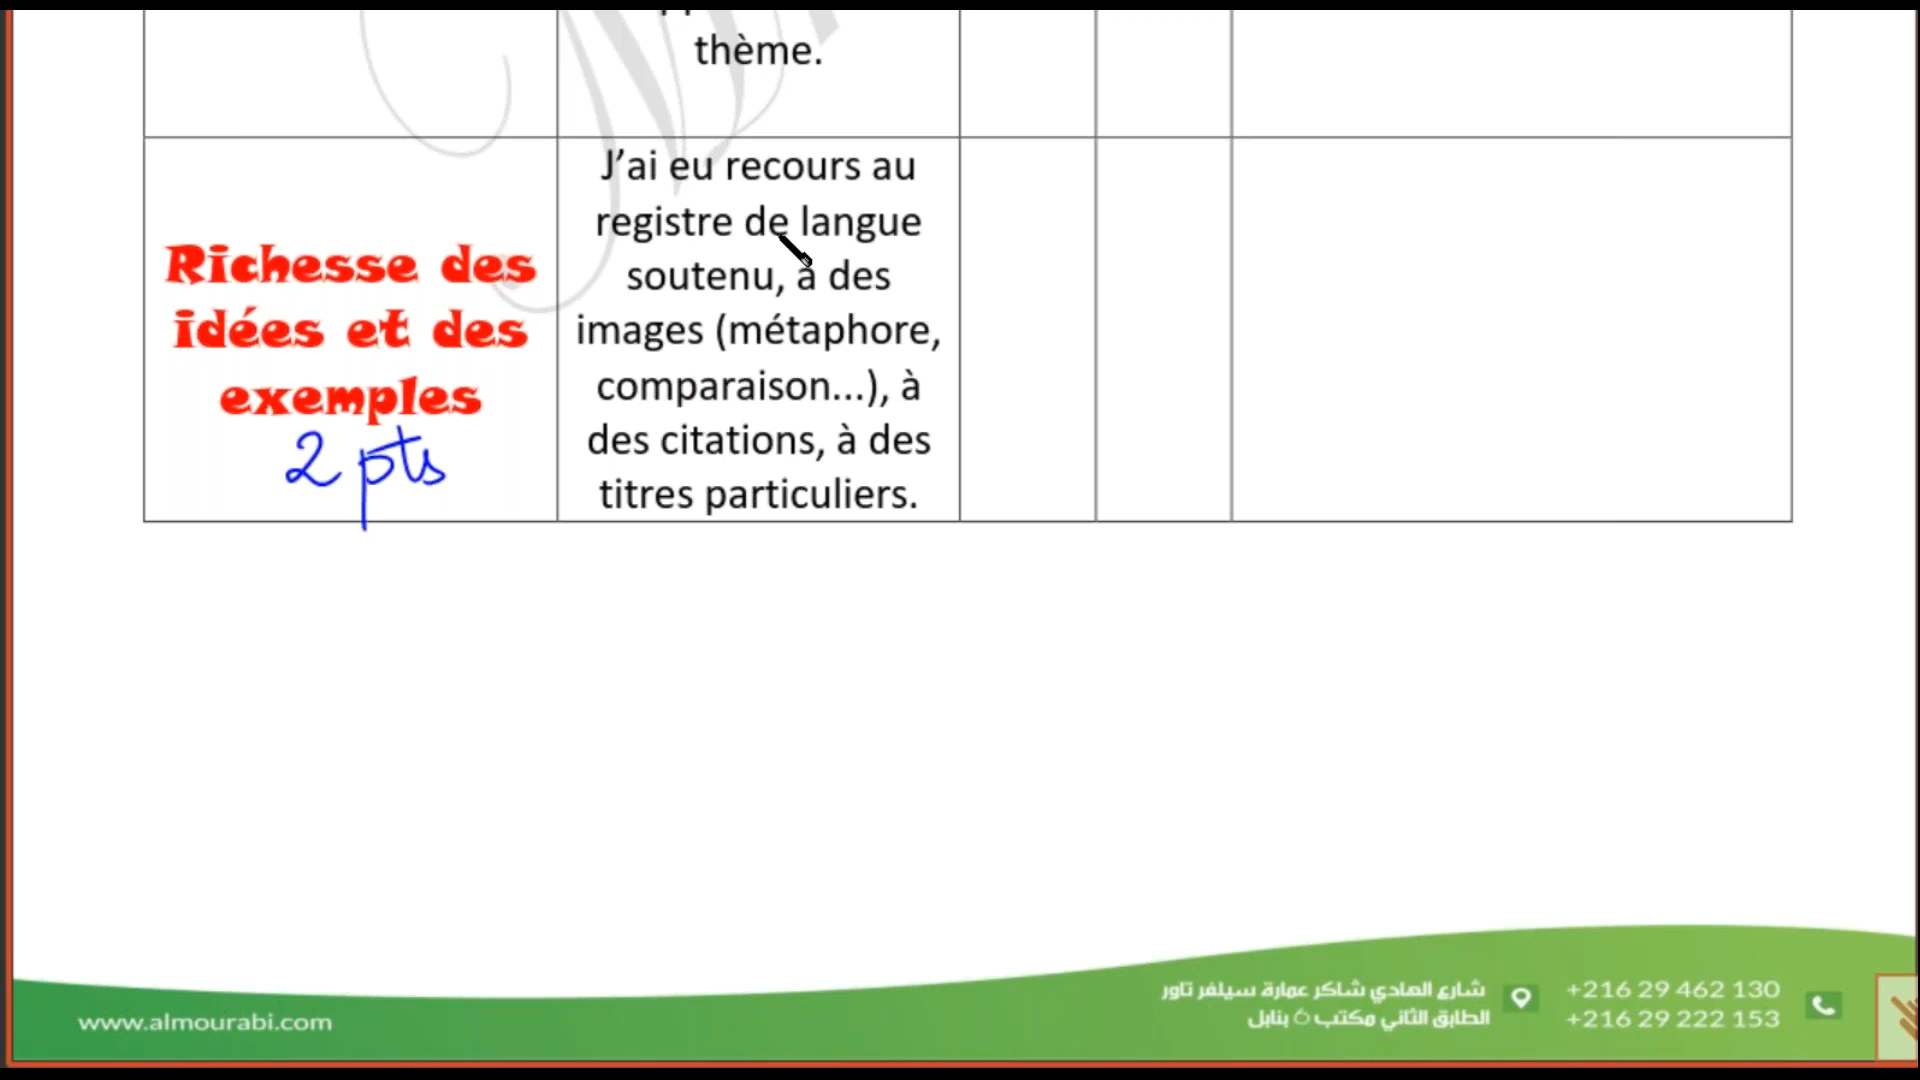 thème.
Richesse des
idées et des
exemples
2 pts
J'ai eu recours au
registre de langue
soutenu, à des
images (métaphore,
comparaison...), à
des citations, à des
titres particuliers.
www.almourabi.com
شارع الهادي شاكر عمارة سيلفر تاور
الطابق الثاني مكتب 6 بنابل
+216 29 462 130
+216 29 222 153